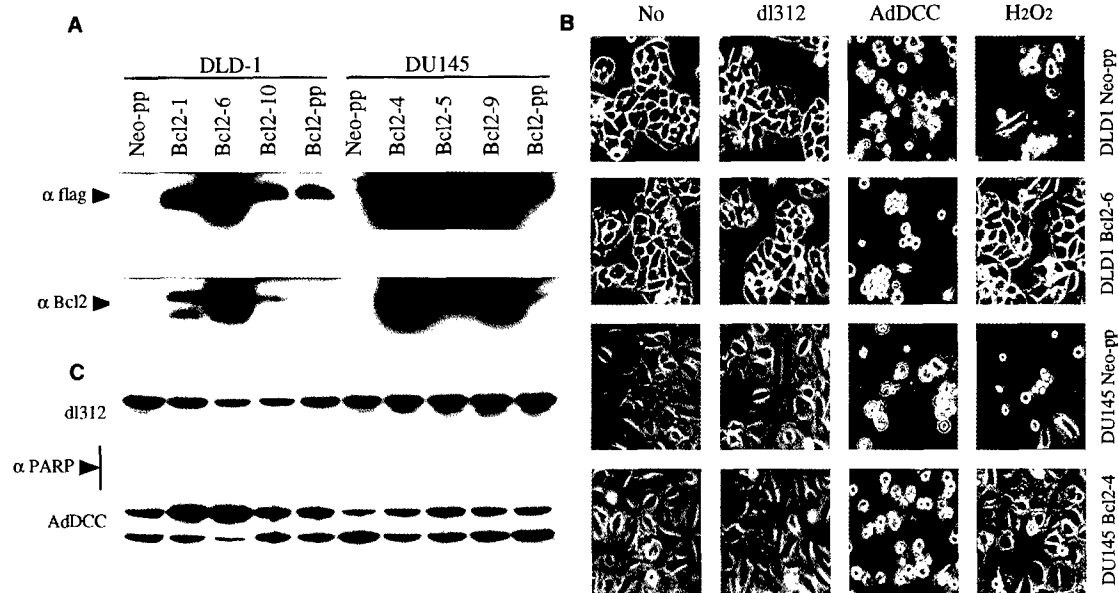 A
DLD-1 DU145
Neo-pp Bcl2-1 Bcl2-6 Bcl2-10 Bcl2-pp Neo-pp Bcl2-4 Bcl2-5 Bcl2-9 Bcl2-pp
α flag
α Bcl2
C
dl312
α PARP
AdDCC
B
No dl312 AdDCC H2O2
DLD1 Neo-pp
DLD1 Bcl2-6
DU145 Neo-pp
DU145 Bcl2-4